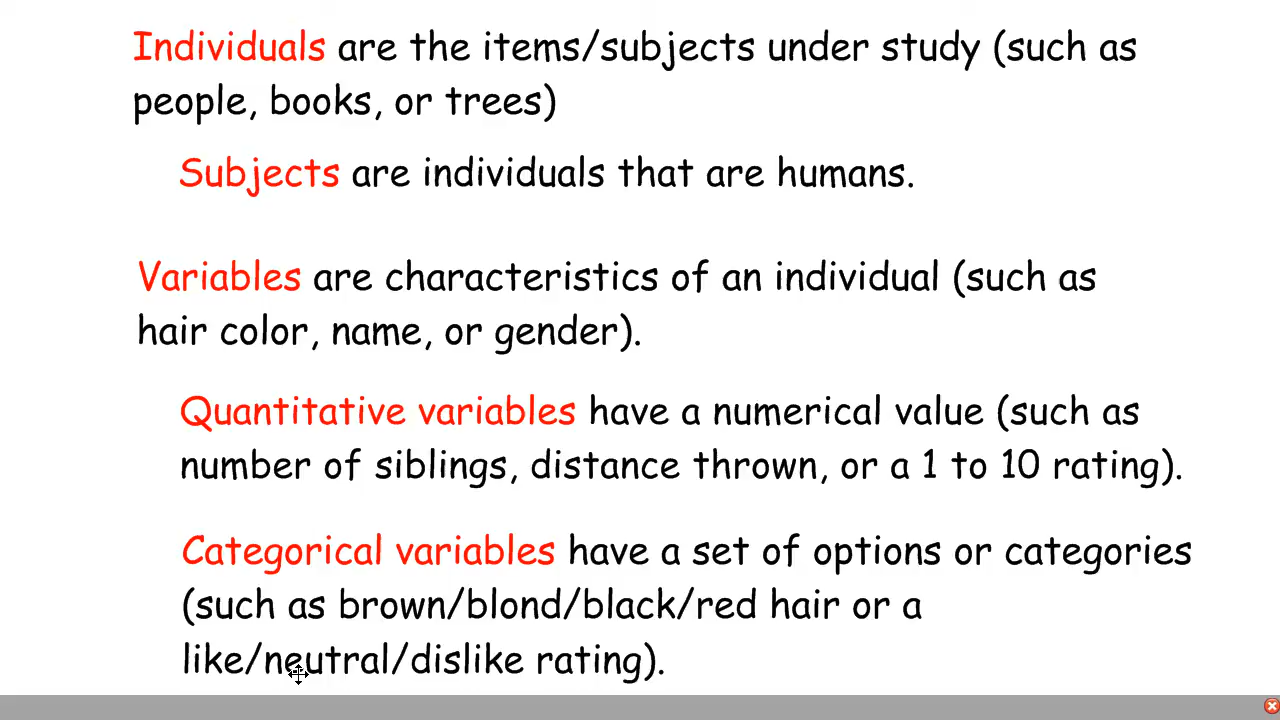 Individuals are the items/subjects under study (such as
people, books, or trees)
Subjects are individuals that are humans.
Variables are characteristics of an individual (such as
hair color, name, or gender).
Quantitative variables have a numerical value (such as
number of siblings, distance thrown, or a 1 to 10 rating).
Categorical variables have a set of options or categories
(such as brown/blond/black/red hair or a
like/neutral/dislike rating).